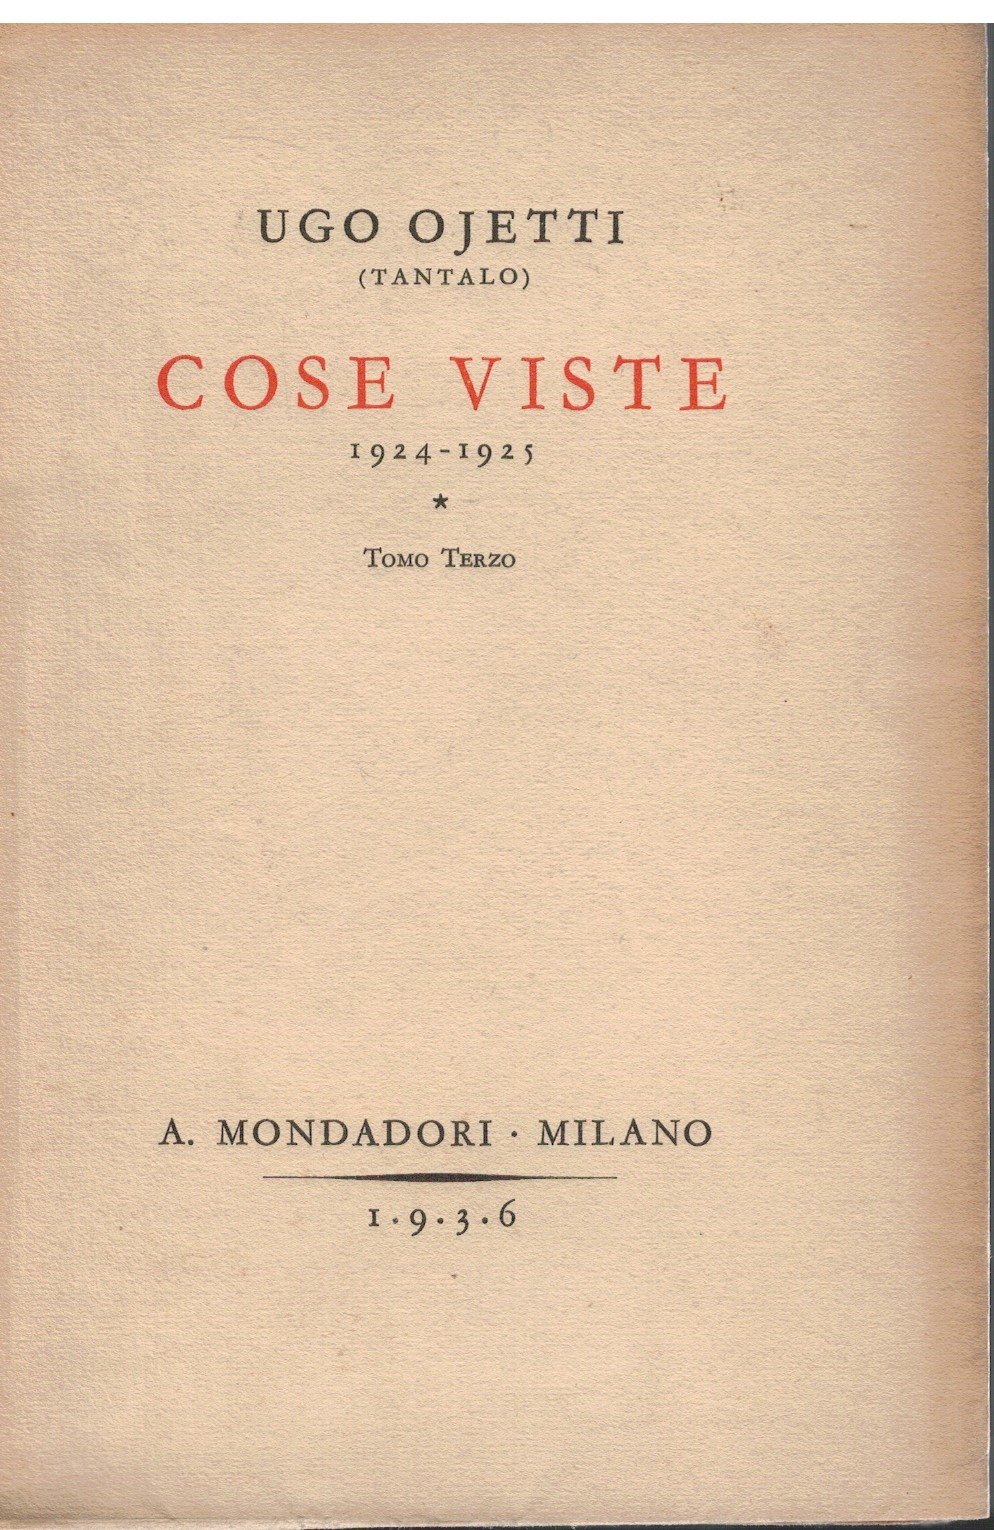 UGO OJETTI
(TANTALO)
COSE VISTE
1924-1925
★
Tomo Terzo
A. MONDADORI · MILANO
1.9.3.6